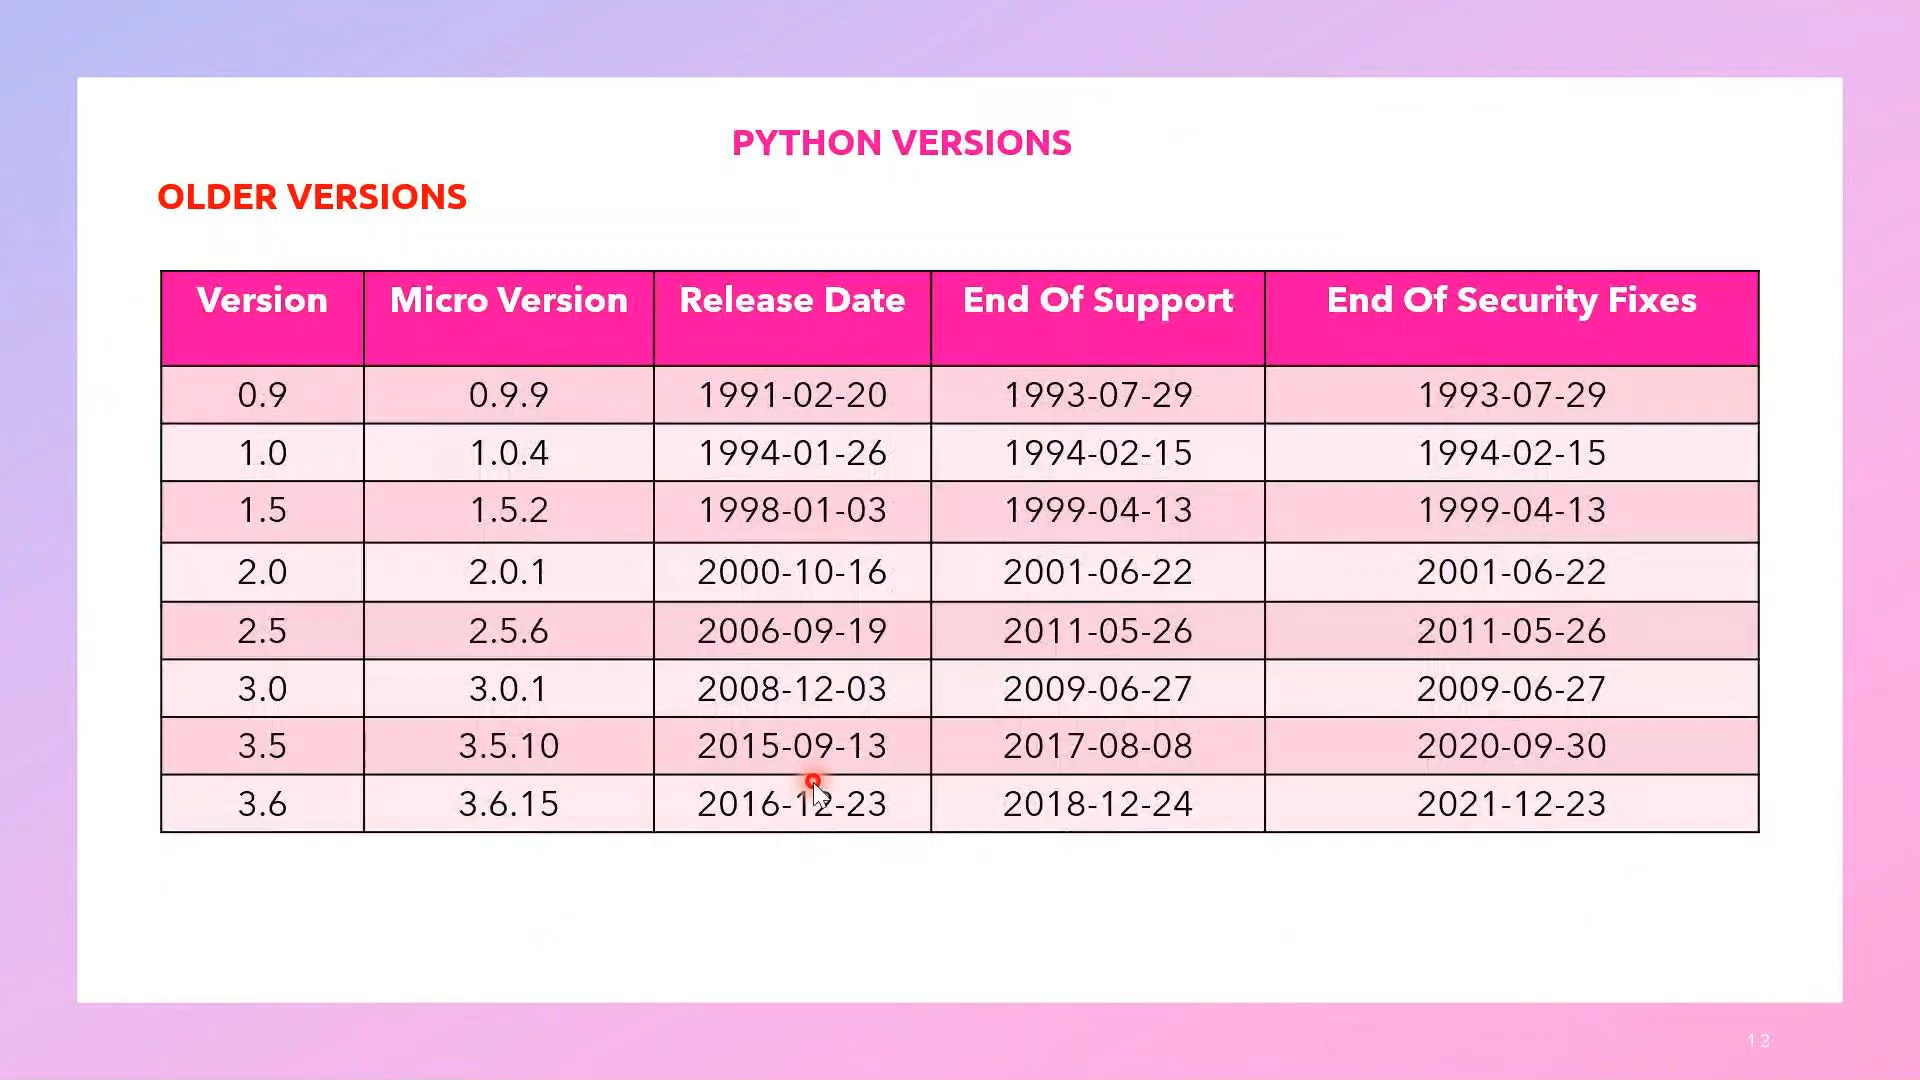 PYTHON VERSIONS
OLDER VERSIONS
Version Micro Version Release Date End Of Support End Of Security Fixes
0.9 0.9.9 1991-02-20 1993-07-29 1993-07-29
1.0 1.0.4 1994-01-26 1994-02-15 1994-02-15
1.5 1.5.2 1998-01-03 1999-04-13 1999-04-13
2.0 2.0.1 2000-10-16 2001-06-22 2001-06-22
2.5 2.5.6 2006-09-19 2011-05-26 2011-05-26
3.0 3.0.1 2008-12-03 2009-06-27 2009-06-27
3.5 3.5.10 2015-09-13 2017-08-08 2020-09-30
3.6 3.6.15 2016-12-23 2018-12-24 2021-12-23
12